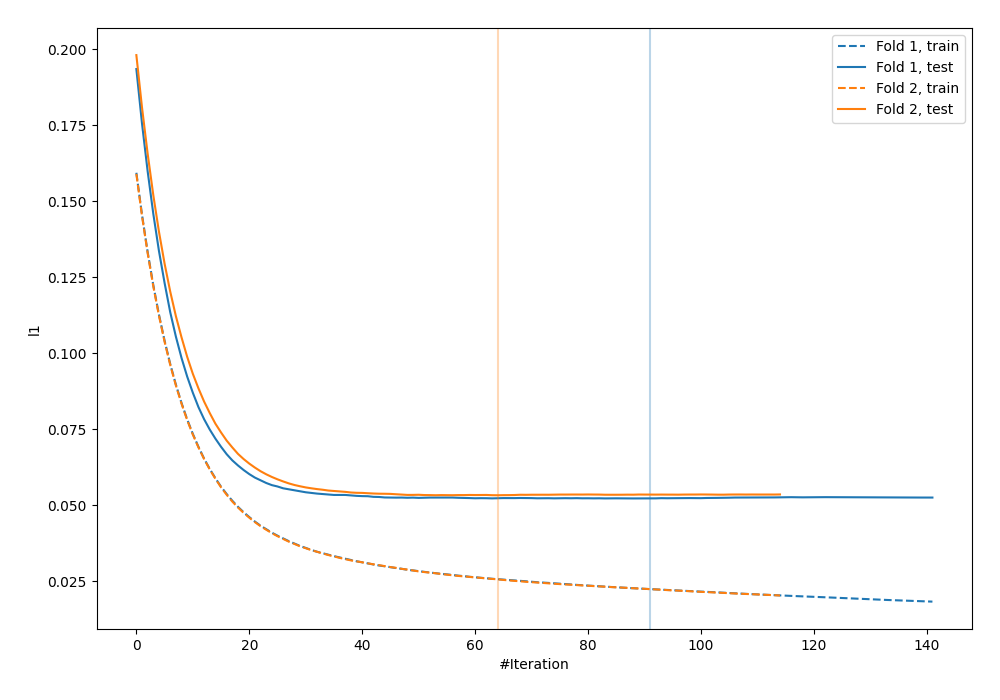 0.200
0.175
0.150
0.125
0.100
0.075
0.050
0.025
l1
0 20 40 60 80 100 120 140
#Iteration
Fold 1, train
Fold 1, test
Fold 2, train
Fold 2, test